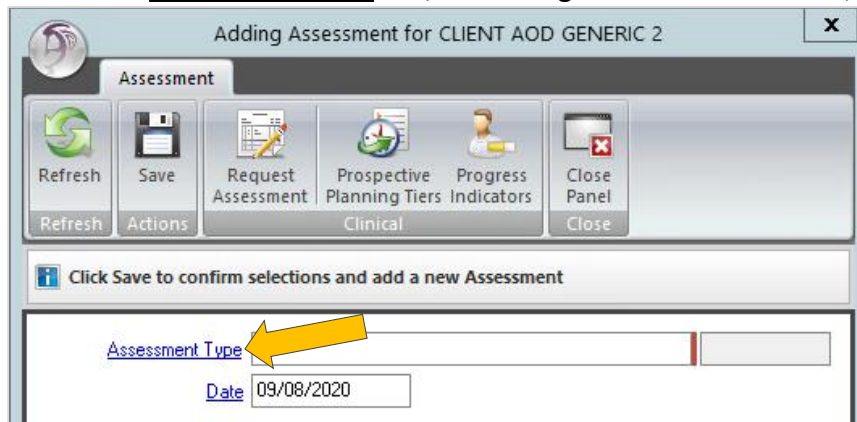 Adding Assessment for CLIENT AOD GENERIC 2
x
Assessment
Refresh
Save
Request Assessment
Prospective Planning Tiers
Progress Indicators
Close Panel
Refresh
Actions
Clinical
Close
Click Save to confirm selections and add a new Assessment
Assessment Type
Date 09/08/2020